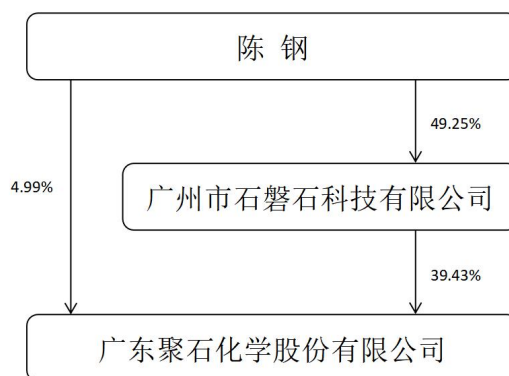 陈 钢
49.25%
4.99%
广州市石磐石科技有限公司
39.43%
广东聚石化学股份有限公司